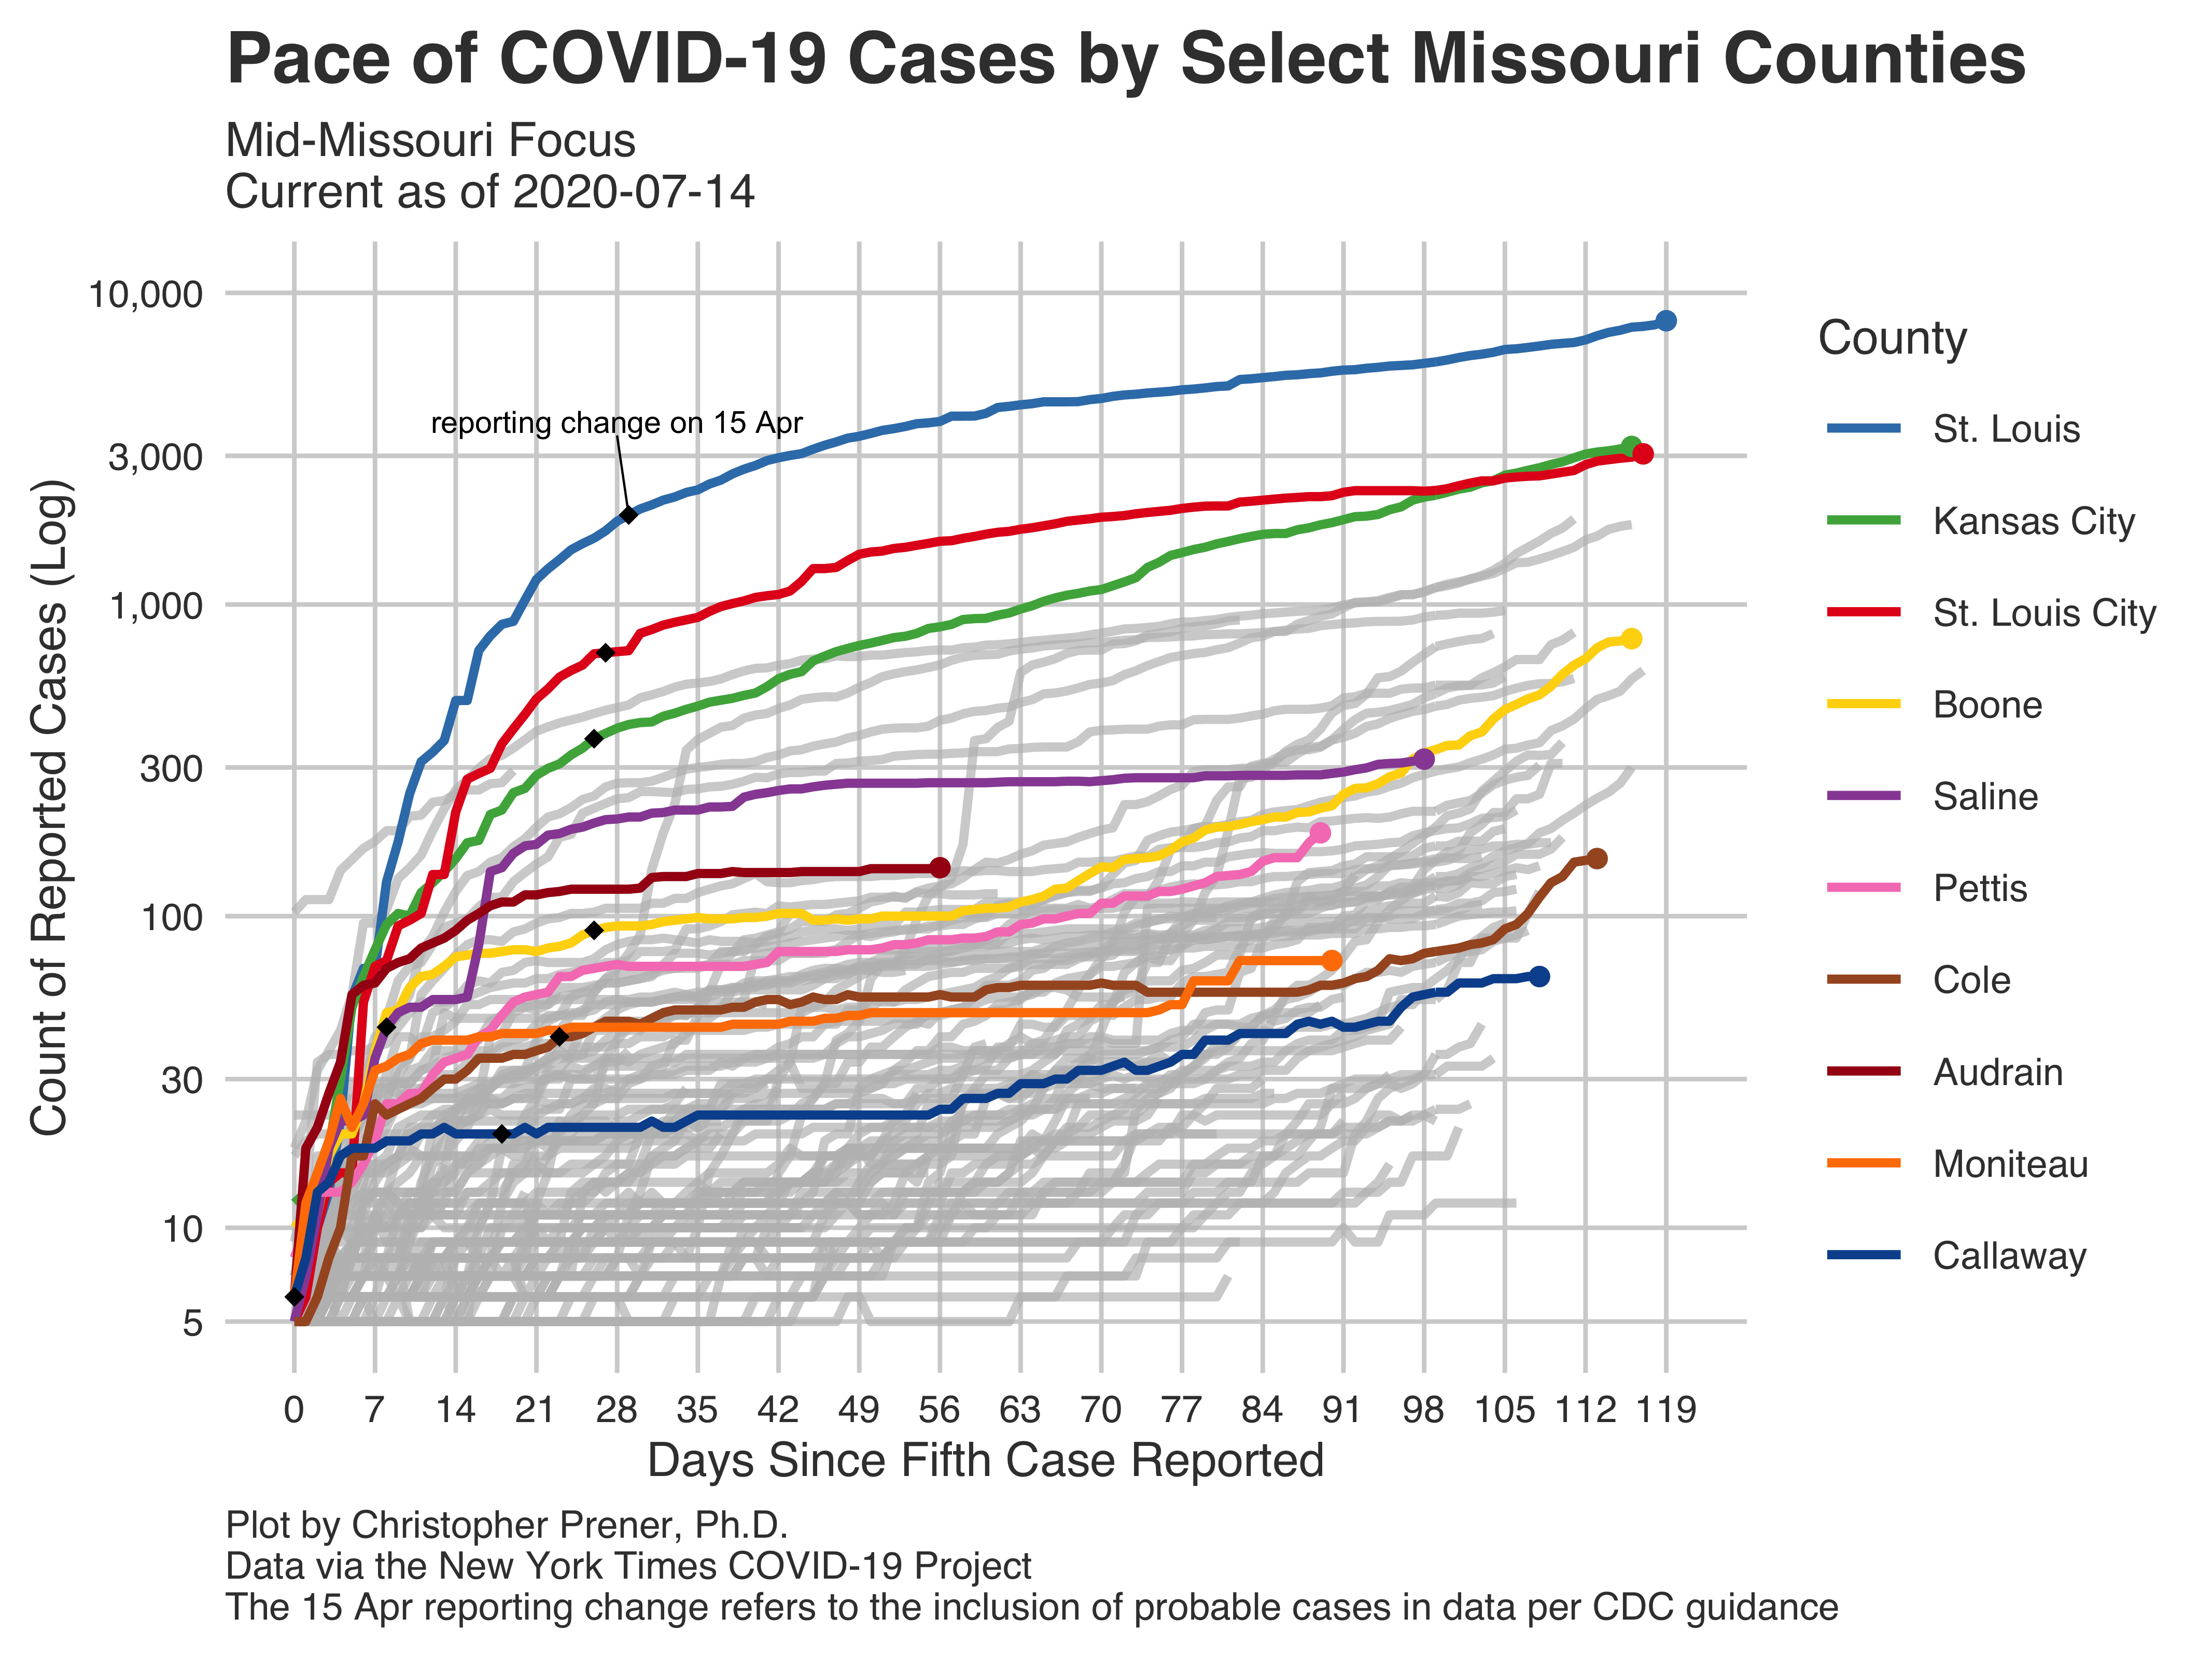 Pace of COVID-19 Cases by Select Missouri Counties
Mid-Missouri Focus
Current as of 2020-07-14
Count of Reported Cases (Log)
10,000
3,000
1,000
300
100
30
10
5
reporting change on 15 Apr
0 7 14 21 28 35 42 49 56 63 70 77 84 91 98 105 112 119
Days Since Fifth Case Reported
County
St. Louis
Kansas City
St. Louis City
Boone
Saline
Pettis
Cole
Audrain
Moniteau
Callaway
Plot by Christopher Prener, Ph.D.
Data via the New York Times COVID-19 Project
The 15 Apr reporting change refers to the inclusion of probable cases in data per CDC guidance